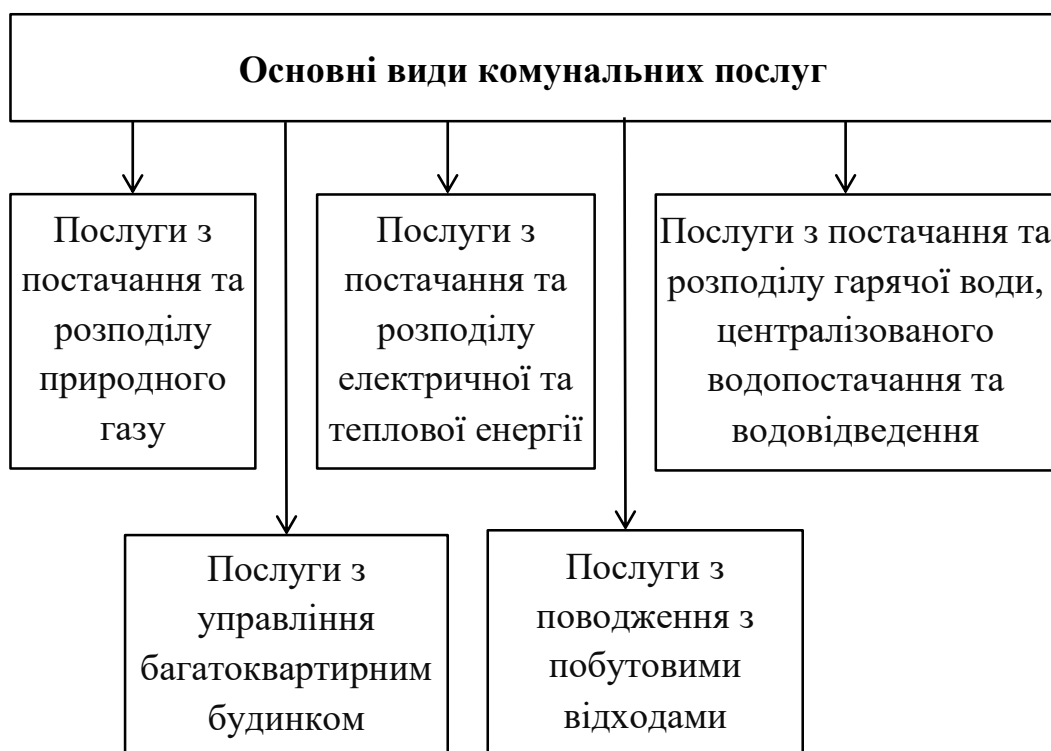 Основні види комунальних послуг
Послуги з
постачання та
розподілу
природного
газу
Послуги з
постачання та
розподілу
електричної та
теплової енергії
Послуги з постачання та
розподілу гарячої води,
централізованого
водопостачання та
водовідведення
Послуги з
управління
багатоквартирним
будинком
Послуги з
поводження з
побутовими
відходами